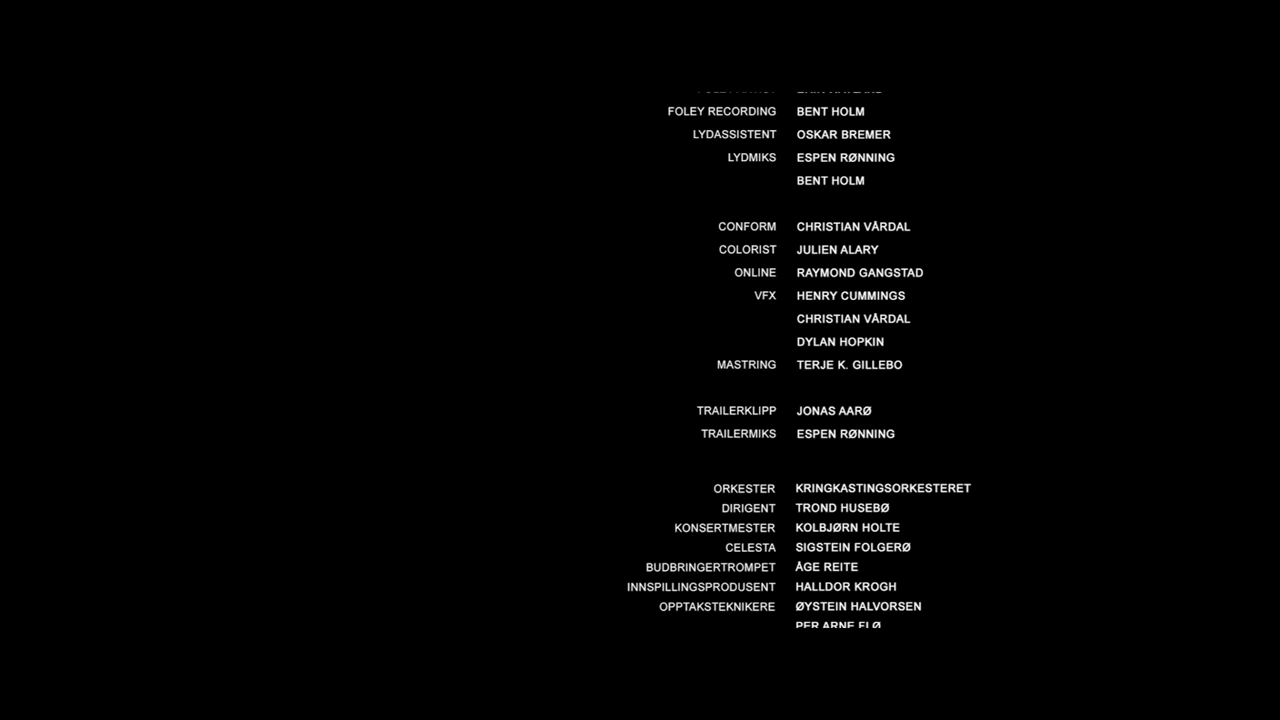 FOLEY RECORDING BENT HOLM
LYDASSISTENT OSKAR BREMER
LYDMIKS ESPEN RØNNING
BENT HOLM
CONFORM CHRISTIAN VÅRDAL
COLORIST JULIEN ALARY
ONLINE RAYMOND GANGSTAD
VFX HENRY CUMMINGS
CHRISTIAN VÅRDAL
DYLAN HOPKIN
MASTRING TERJE K. GILLEBO
TRAILERKLIPP JONAS AARØ
TRAILERMIKS ESPEN RØNNING
ORKESTER KRINGKASTINGSORKESTERET
DIRIGENT TROND HUSEBØ
KONSERTMESTER KOLBJØRN HOLTE
CELESTA SIGSTEIN FOLGERØ
BUDBRINGERTROMPET ÅGE REITE
INNSPILLINGSPRODUSENT HALLDOR KROGH
OPPTAKSTEKNIKERE ØYSTEIN HALVORSEN
PER ARNE FLØ